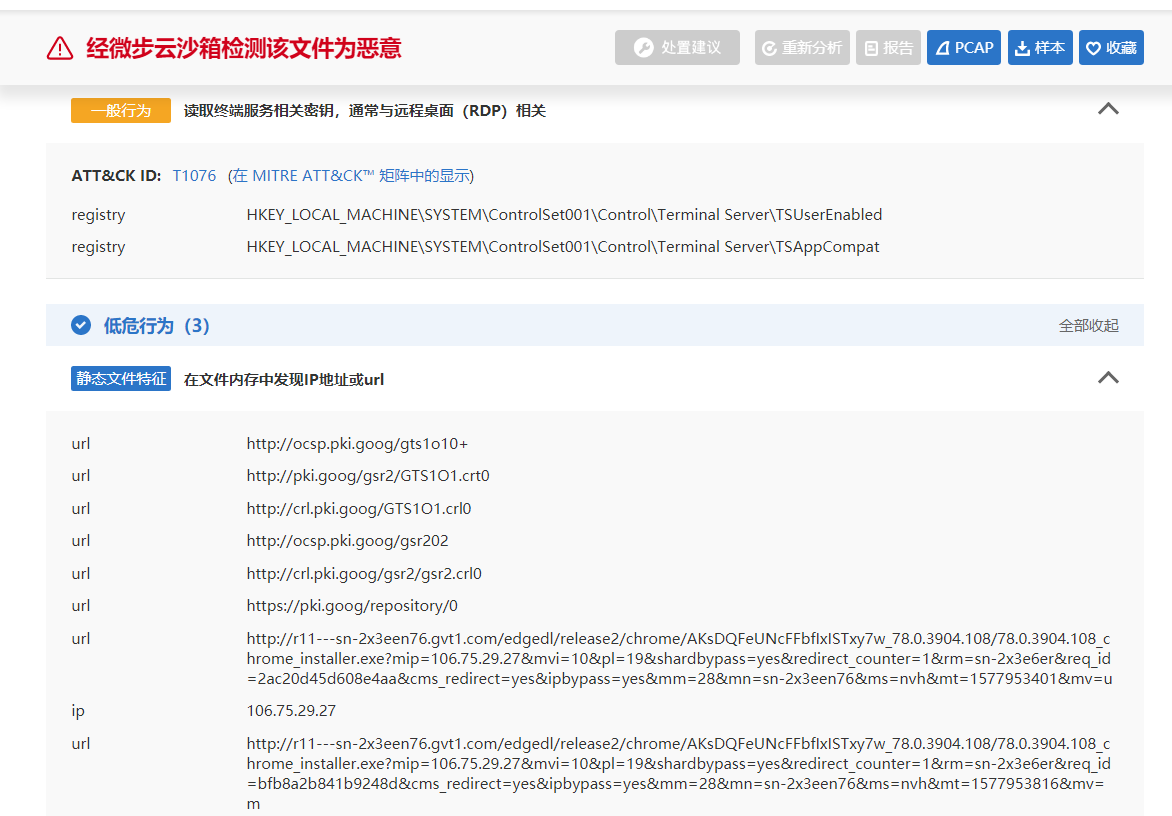 经微步云沙箱检测该文件为恶意
处置建议 重新分析 报告 PCAP 样本 收藏
一般行为 读取终端服务相关密钥，通常与远程桌面（RDP）相关
ATT&CK ID: T1076 (在 MITRE ATT&CK™ 矩阵中的显示)
registry HKEY_LOCAL_MACHINE\SYSTEM\ControlSet001\Control\Terminal Server\TSUserEnabled
registry HKEY_LOCAL_MACHINE\SYSTEM\ControlSet001\Control\Terminal Server\TSAppCompat
低危行为（3） 全部收起
静态文件特征 在文件内存中发现IP地址或url
url http://ocsp.pki.goog/gts1o10+
url http://pki.goog/gsr2/GTS1O1.crt0
url http://crl.pki.goog/GTS1O1.crl0
url http://ocsp.pki.goog/gsr202
url http://crl.pki.goog/gsr2/gsr2.crl0
url https://pki.goog/repository/0
url http://r11---sn-2x3een76.gvt1.com/edgedl/release2/chrome/AKsDQFeUNcFFbfIxISTxy7w_78.0.3904.108/78.0.3904.108_c
hrome_installer.exe?mip=106.75.29.27&mvi=10&pl=19&shardbypass=yes&redirect_counter=1&rm=sn-2x3e6er&req_id
=2ac20d45d608e4aa&cms_redirect=yes&ipbypass=yes&mm=28&mn=sn-2x3een76&ms=nvh&mt=1577953401&mv=u
ip 106.75.29.27
url http://r11---sn-2x3een76.gvt1.com/edgedl/release2/chrome/AKsDQFeUNcFFbfIxISTxy7w_78.0.3904.108/78.0.3904.108_c
hrome_installer.exe?mip=106.75.29.27&mvi=10&pl=19&shardbypass=yes&redirect_counter=1&rm=sn-2x3e6er&req_id
=bfb8a2b841b9248d&cms_redirect=yes&ipbypass=yes&mm=28&mn=sn-2x3een76&ms=nvh&mt=1577953816&mv=
m